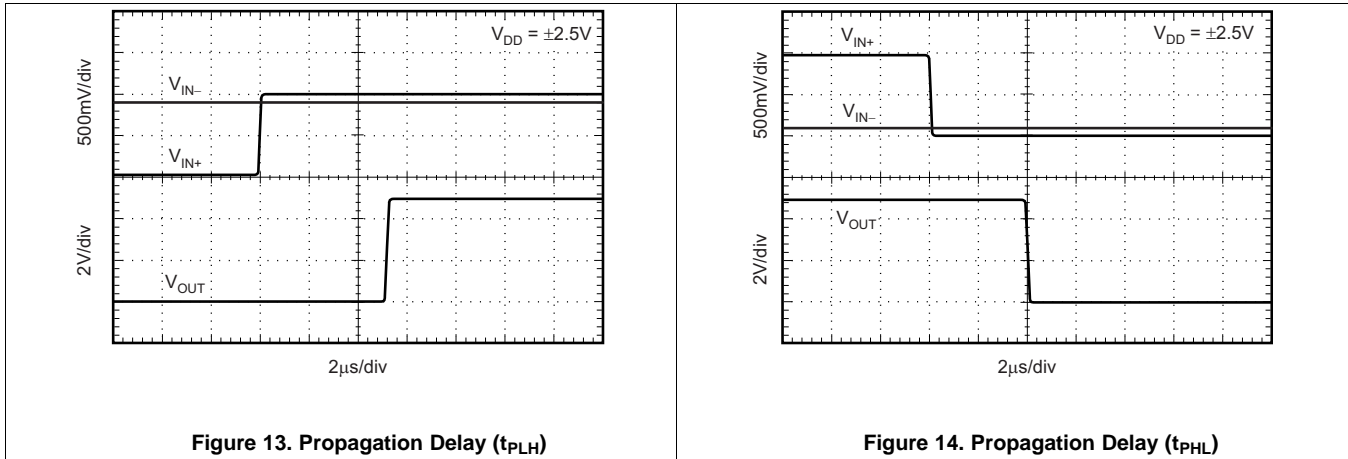 V_DD = ±2.5V
500mV/div
V_IN–
V_IN+
2V/div
V_OUT
2µs/div
Figure 13. Propagation Delay (t_PLH)
V_IN+
V_DD = ±2.5V
500mV/div
V_IN–
V_OUT
2V/div
2µs/div
Figure 14. Propagation Delay (t_PHL)